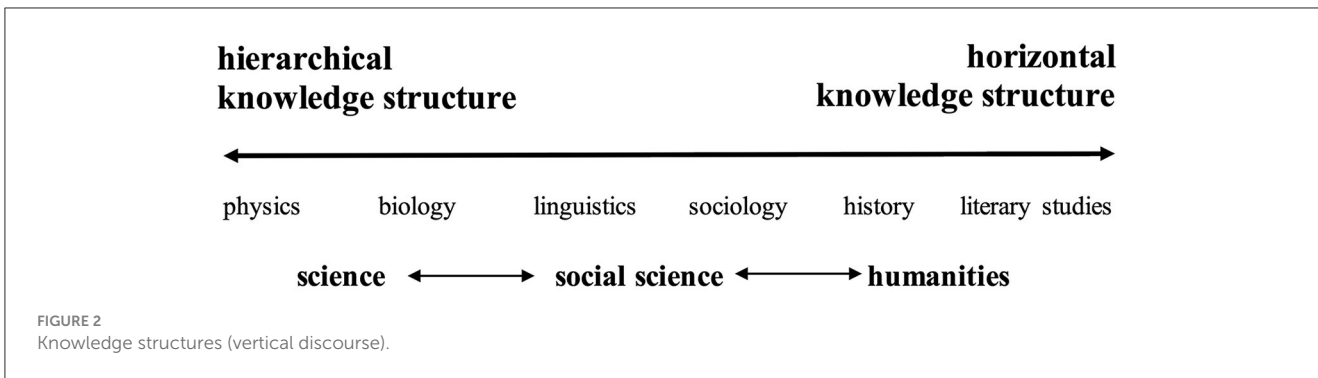 hierarchical
knowledge structure
horizontal
knowledge structure
physics biology linguistics sociology history literary studies
science social science humanities
FIGURE 2
Knowledge structures (vertical discourse).